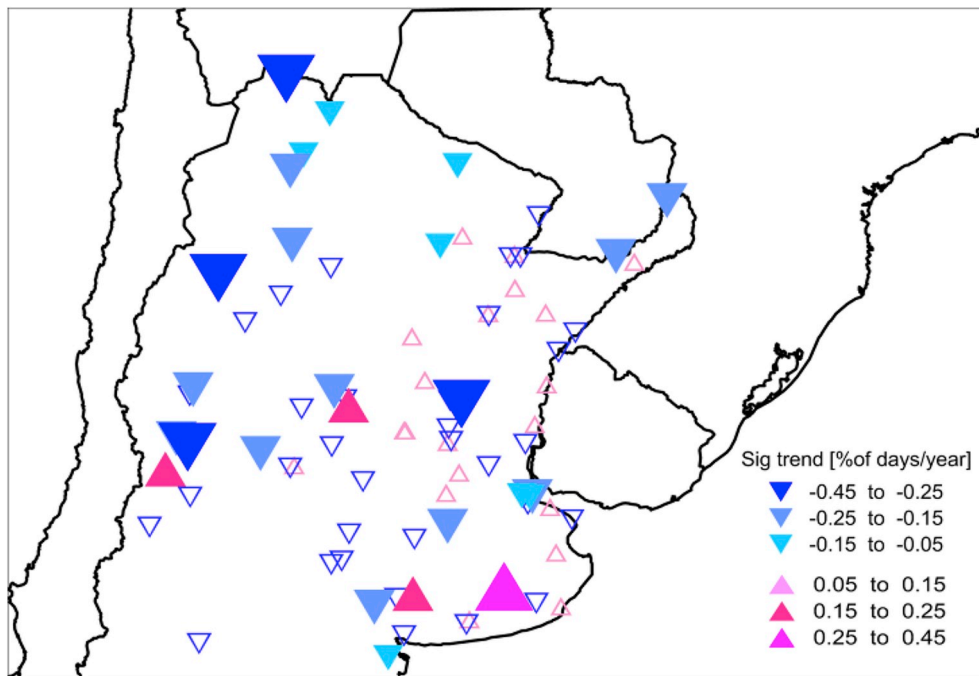 Sig trend [%of days/year]
-0.45 to -0.25
-0.25 to -0.15
-0.15 to -0.05
0.05 to 0.15
0.15 to 0.25
0.25 to 0.45